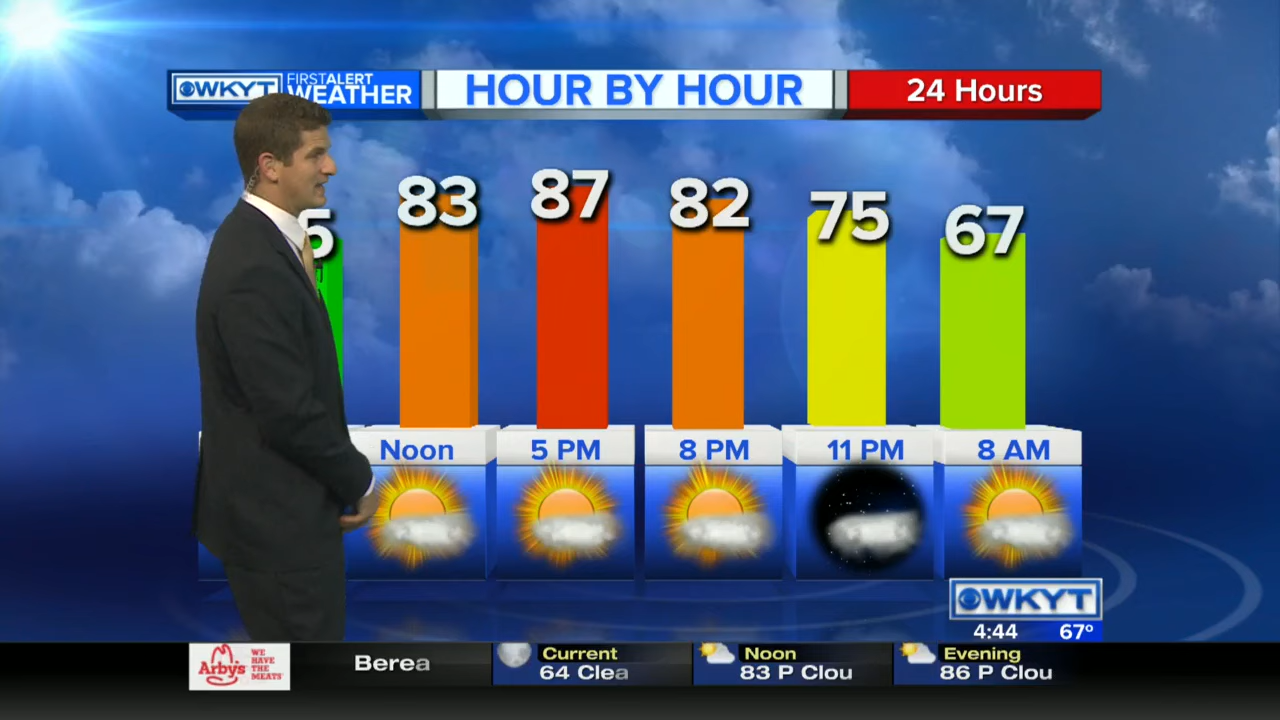 WKYT FIRST ALERT WEATHER
HOUR BY HOUR
24 Hours
83
87
82
75
67
Noon
5 PM
8 PM
11 PM
8 AM
WKYT
4:44 67°
Arby's WE HAVE THE MEATS
Berea
Current
64 Clea
Noon
83 P Clou
Evening
86 P Clou